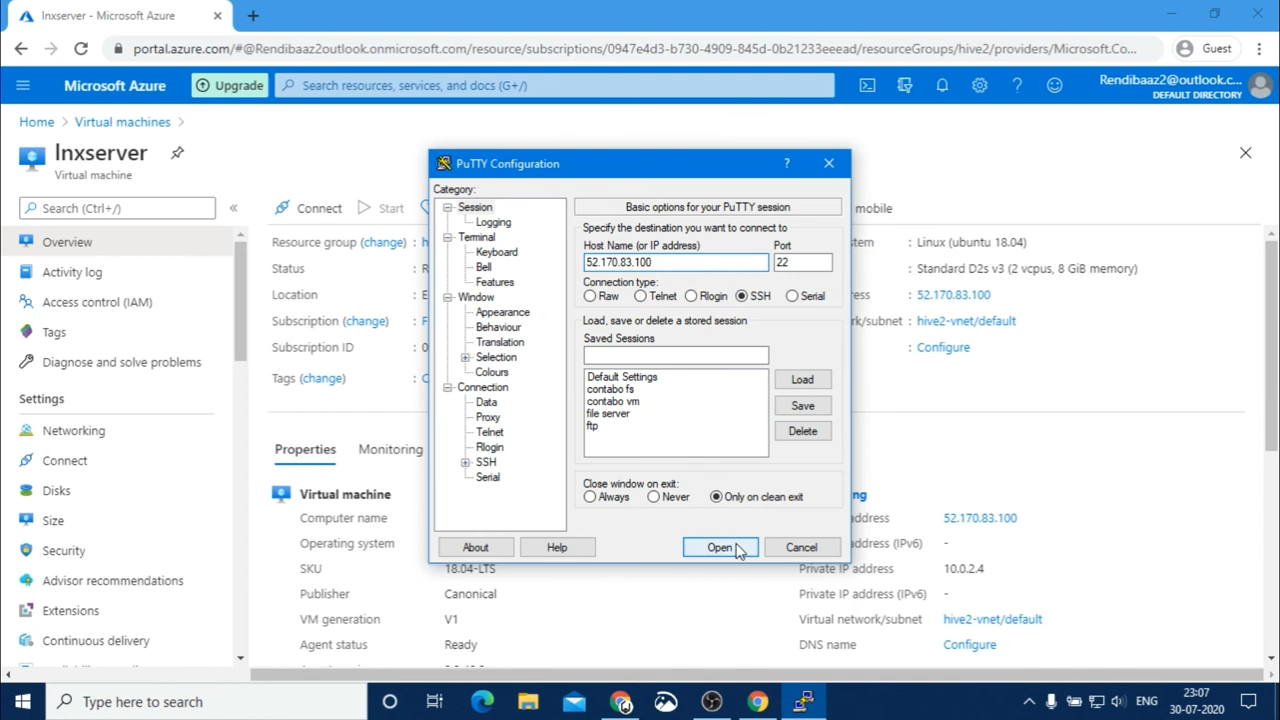 lnxserver - Microsoft Azure
portal.azure.com/#@Rendibaaz2outlook.onmicrosoft.com/resource/subscriptions/0947e4d3-b730-4909-845d-0b21233eeead/resourceGroups/hive2/providers/Microsoft.Co...
Guest
Microsoft Azure
Upgrade
Search resources, services, and docs (G+/)
Rendibaaz2@outlook.c...
DEFAULT DIRECTORY
Home > Virtual machines >
lnxserver
Virtual machine
Search (Ctrl+/)
«
Overview
Activity log
Access control (IAM)
Tags
Diagnose and solve problems
Settings
Networking
Connect
Disks
Size
Security
Advisor recommendations
Extensions
Continuous delivery
Connect
Start
mobile
Resource group (change) : h
Status : R
Location : E
Subscription (change) : F
Subscription ID : 0
Tags (change) : C
: Linux (ubuntu 18.04)
: Standard D2s v3 (2 vcpus, 8 GiB memory)
: 52.170.83.100
: hive2-vnet/default
: Configure
Properties
Monitoring
Virtual machine
Computer name
Operating system
SKU 18.04-LTS
Publisher Canonical
VM generation V1
Agent status Ready
address 52.170.83.100
address (IPv6) -
Private IP address 10.0.2.4
Private IP address (IPv6) -
Virtual network/subnet hive2-vnet/default
DNS name Configure
PuTTY Configuration
?
Category:
Session
Logging
Terminal
Keyboard
Bell
Features
Window
Appearance
Behaviour
Translation
Selection
Colours
Connection
Data
Proxy
Telnet
Rlogin
SSH
Serial
Basic options for your PuTTY session
Specify the destination you want to connect to
Host Name (or IP address) Port
52.170.83.100 22
Connection type:
Raw Telnet Rlogin SSH Serial
Load, save or delete a stored session
Saved Sessions
Default Settings
contabo fs
contabo vm
file server
ftp
Load
Save
Delete
Close window on exit:
Always Never Only on clean exit
About Help Open Cancel
Type here to search
ENG
23:07
30-07-2020